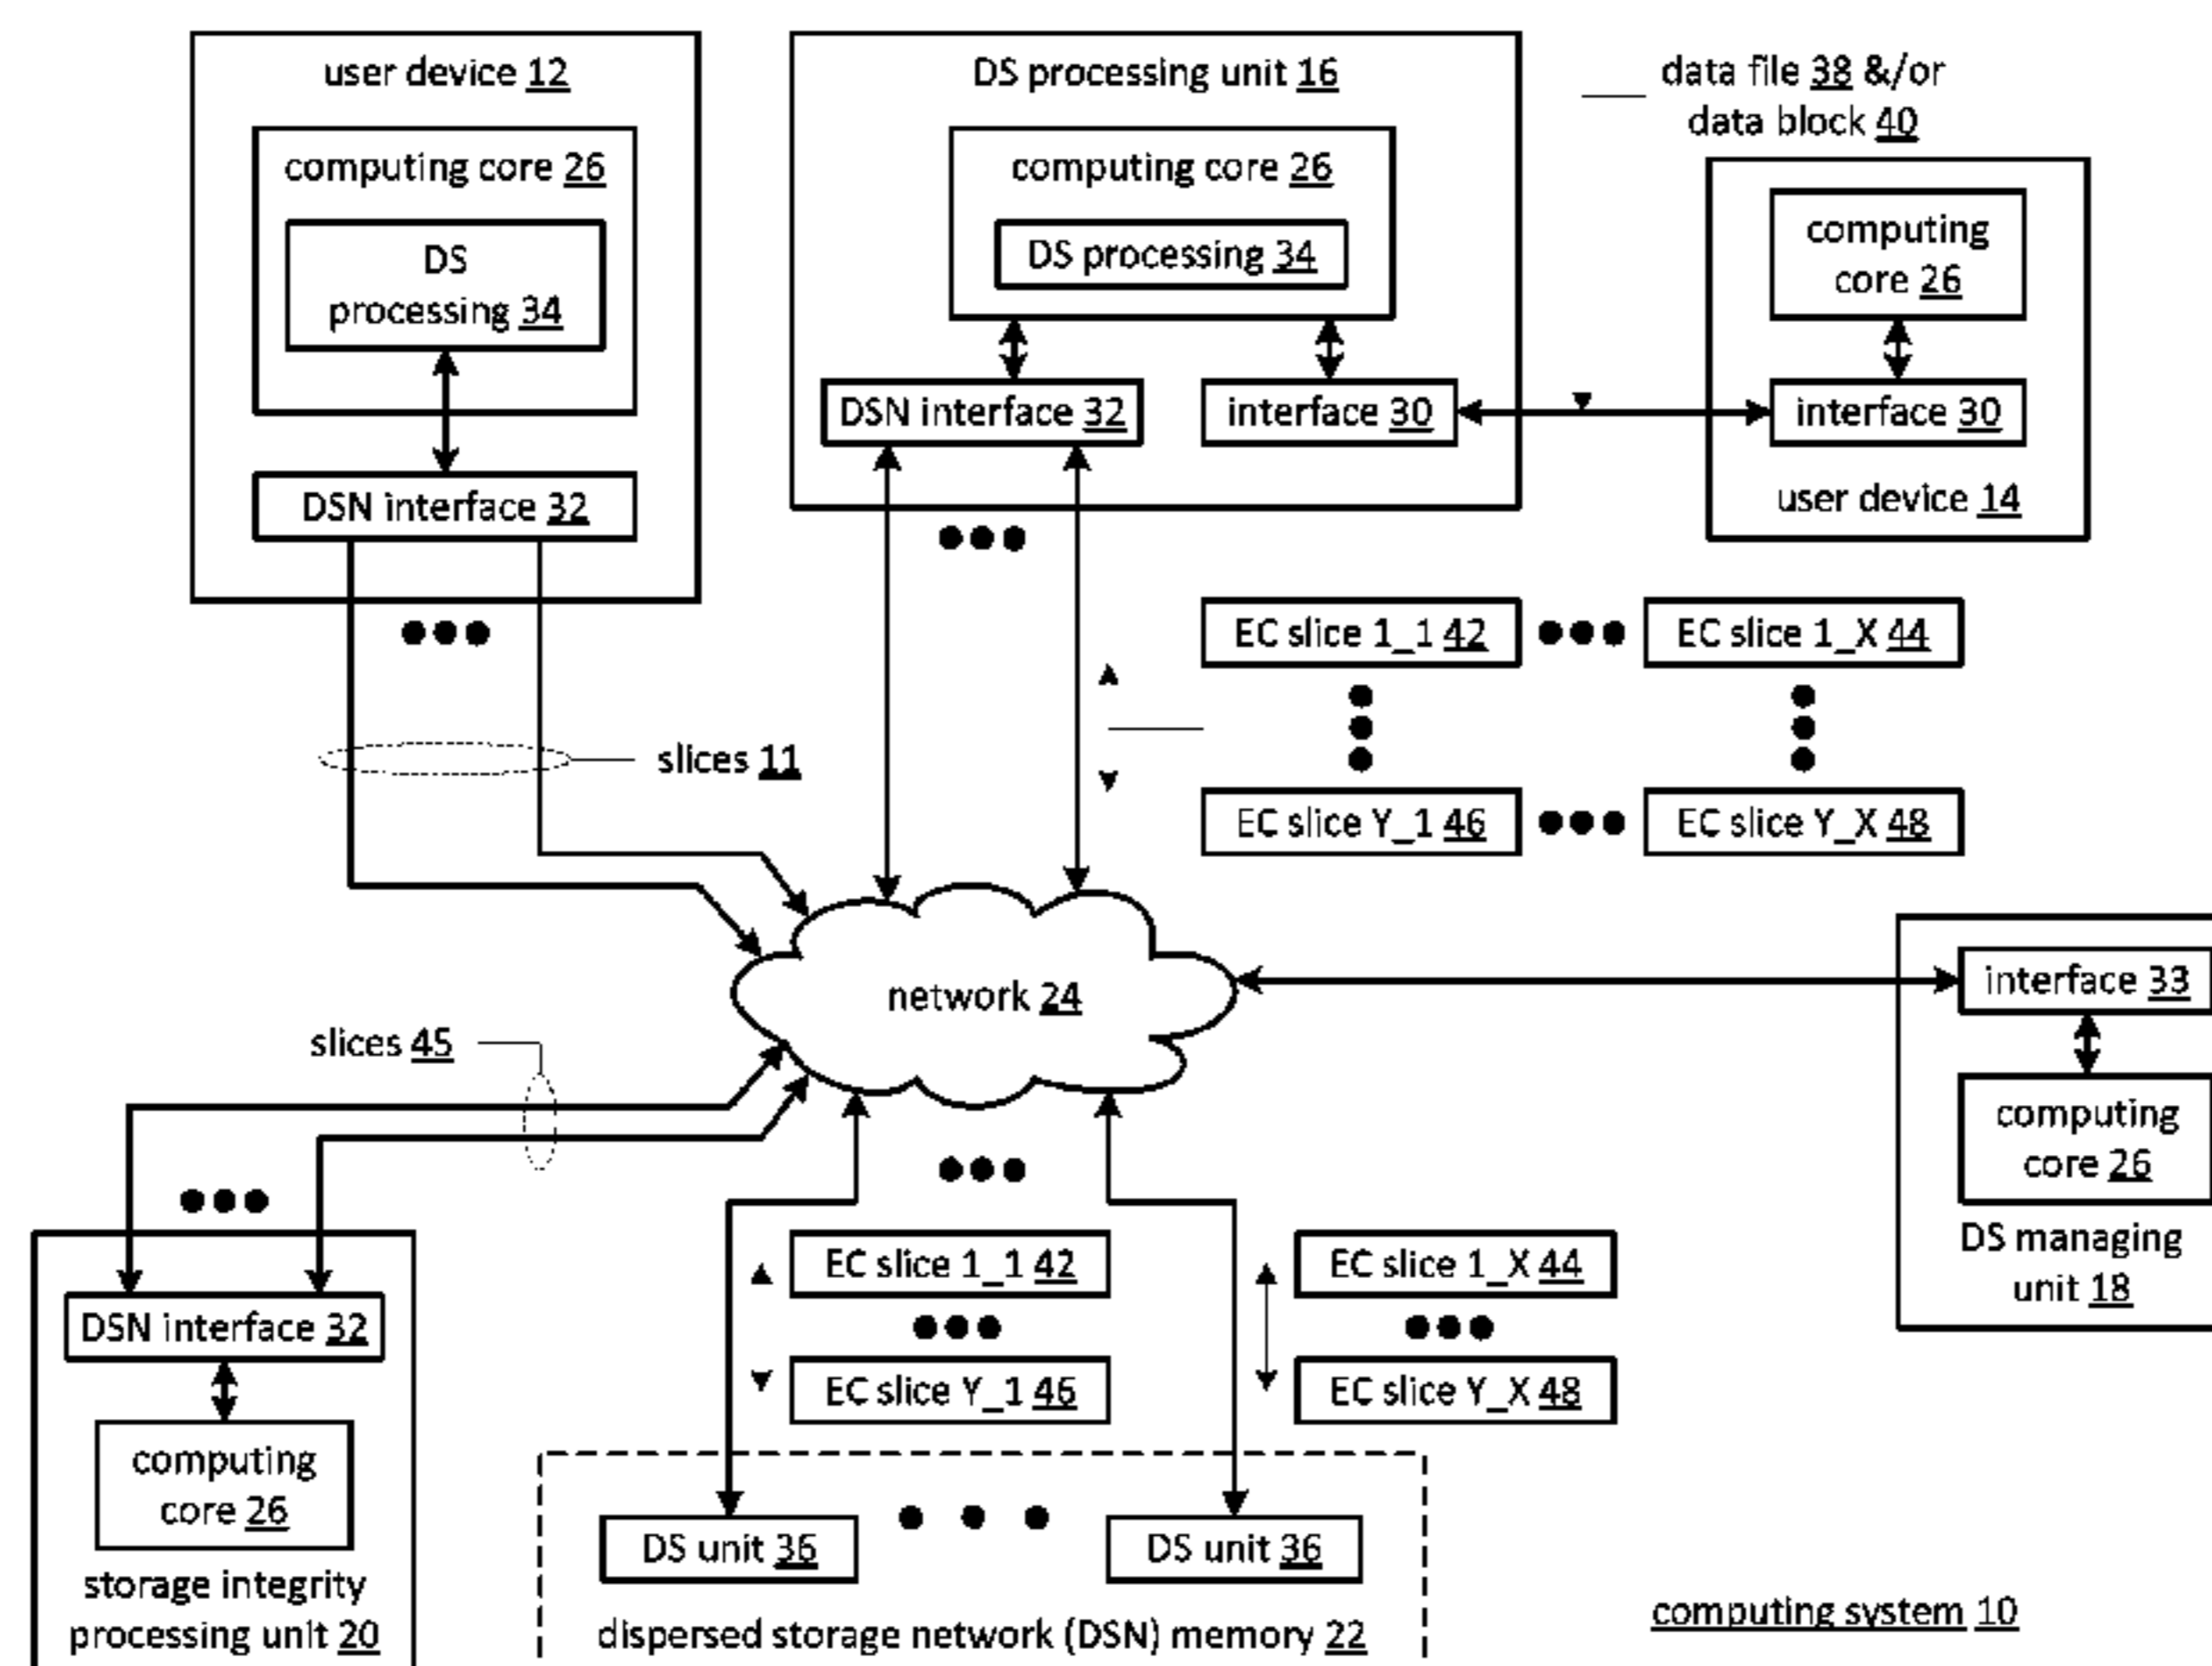 user device 12
computing core 26
DS
processing 34
DSN interface 32
DS processing unit 16
computing core 26
DS processing 34
DSN interface 32
interface 30
data file 38 &/or
data block 40
computing
core 26
interface 30
user device 14
slices 11
EC slice 1_1 42
EC slice 1_X 44
EC slice Y_1 46
EC slice Y_X 48
network 24
interface 33
computing
core 26
DS managing
unit 18
slices 45
DSN interface 32
computing
core 26
storage integrity
processing unit 20
EC slice 1_1 42
EC slice Y_1 46
EC slice 1_X 44
EC slice Y_X 48
DS unit 36
DS unit 36
dispersed storage network (DSN) memory 22
computing system 10